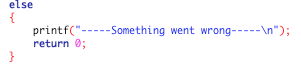 else
{
printf("-----Something went wrong-----\n");
return 0;
}